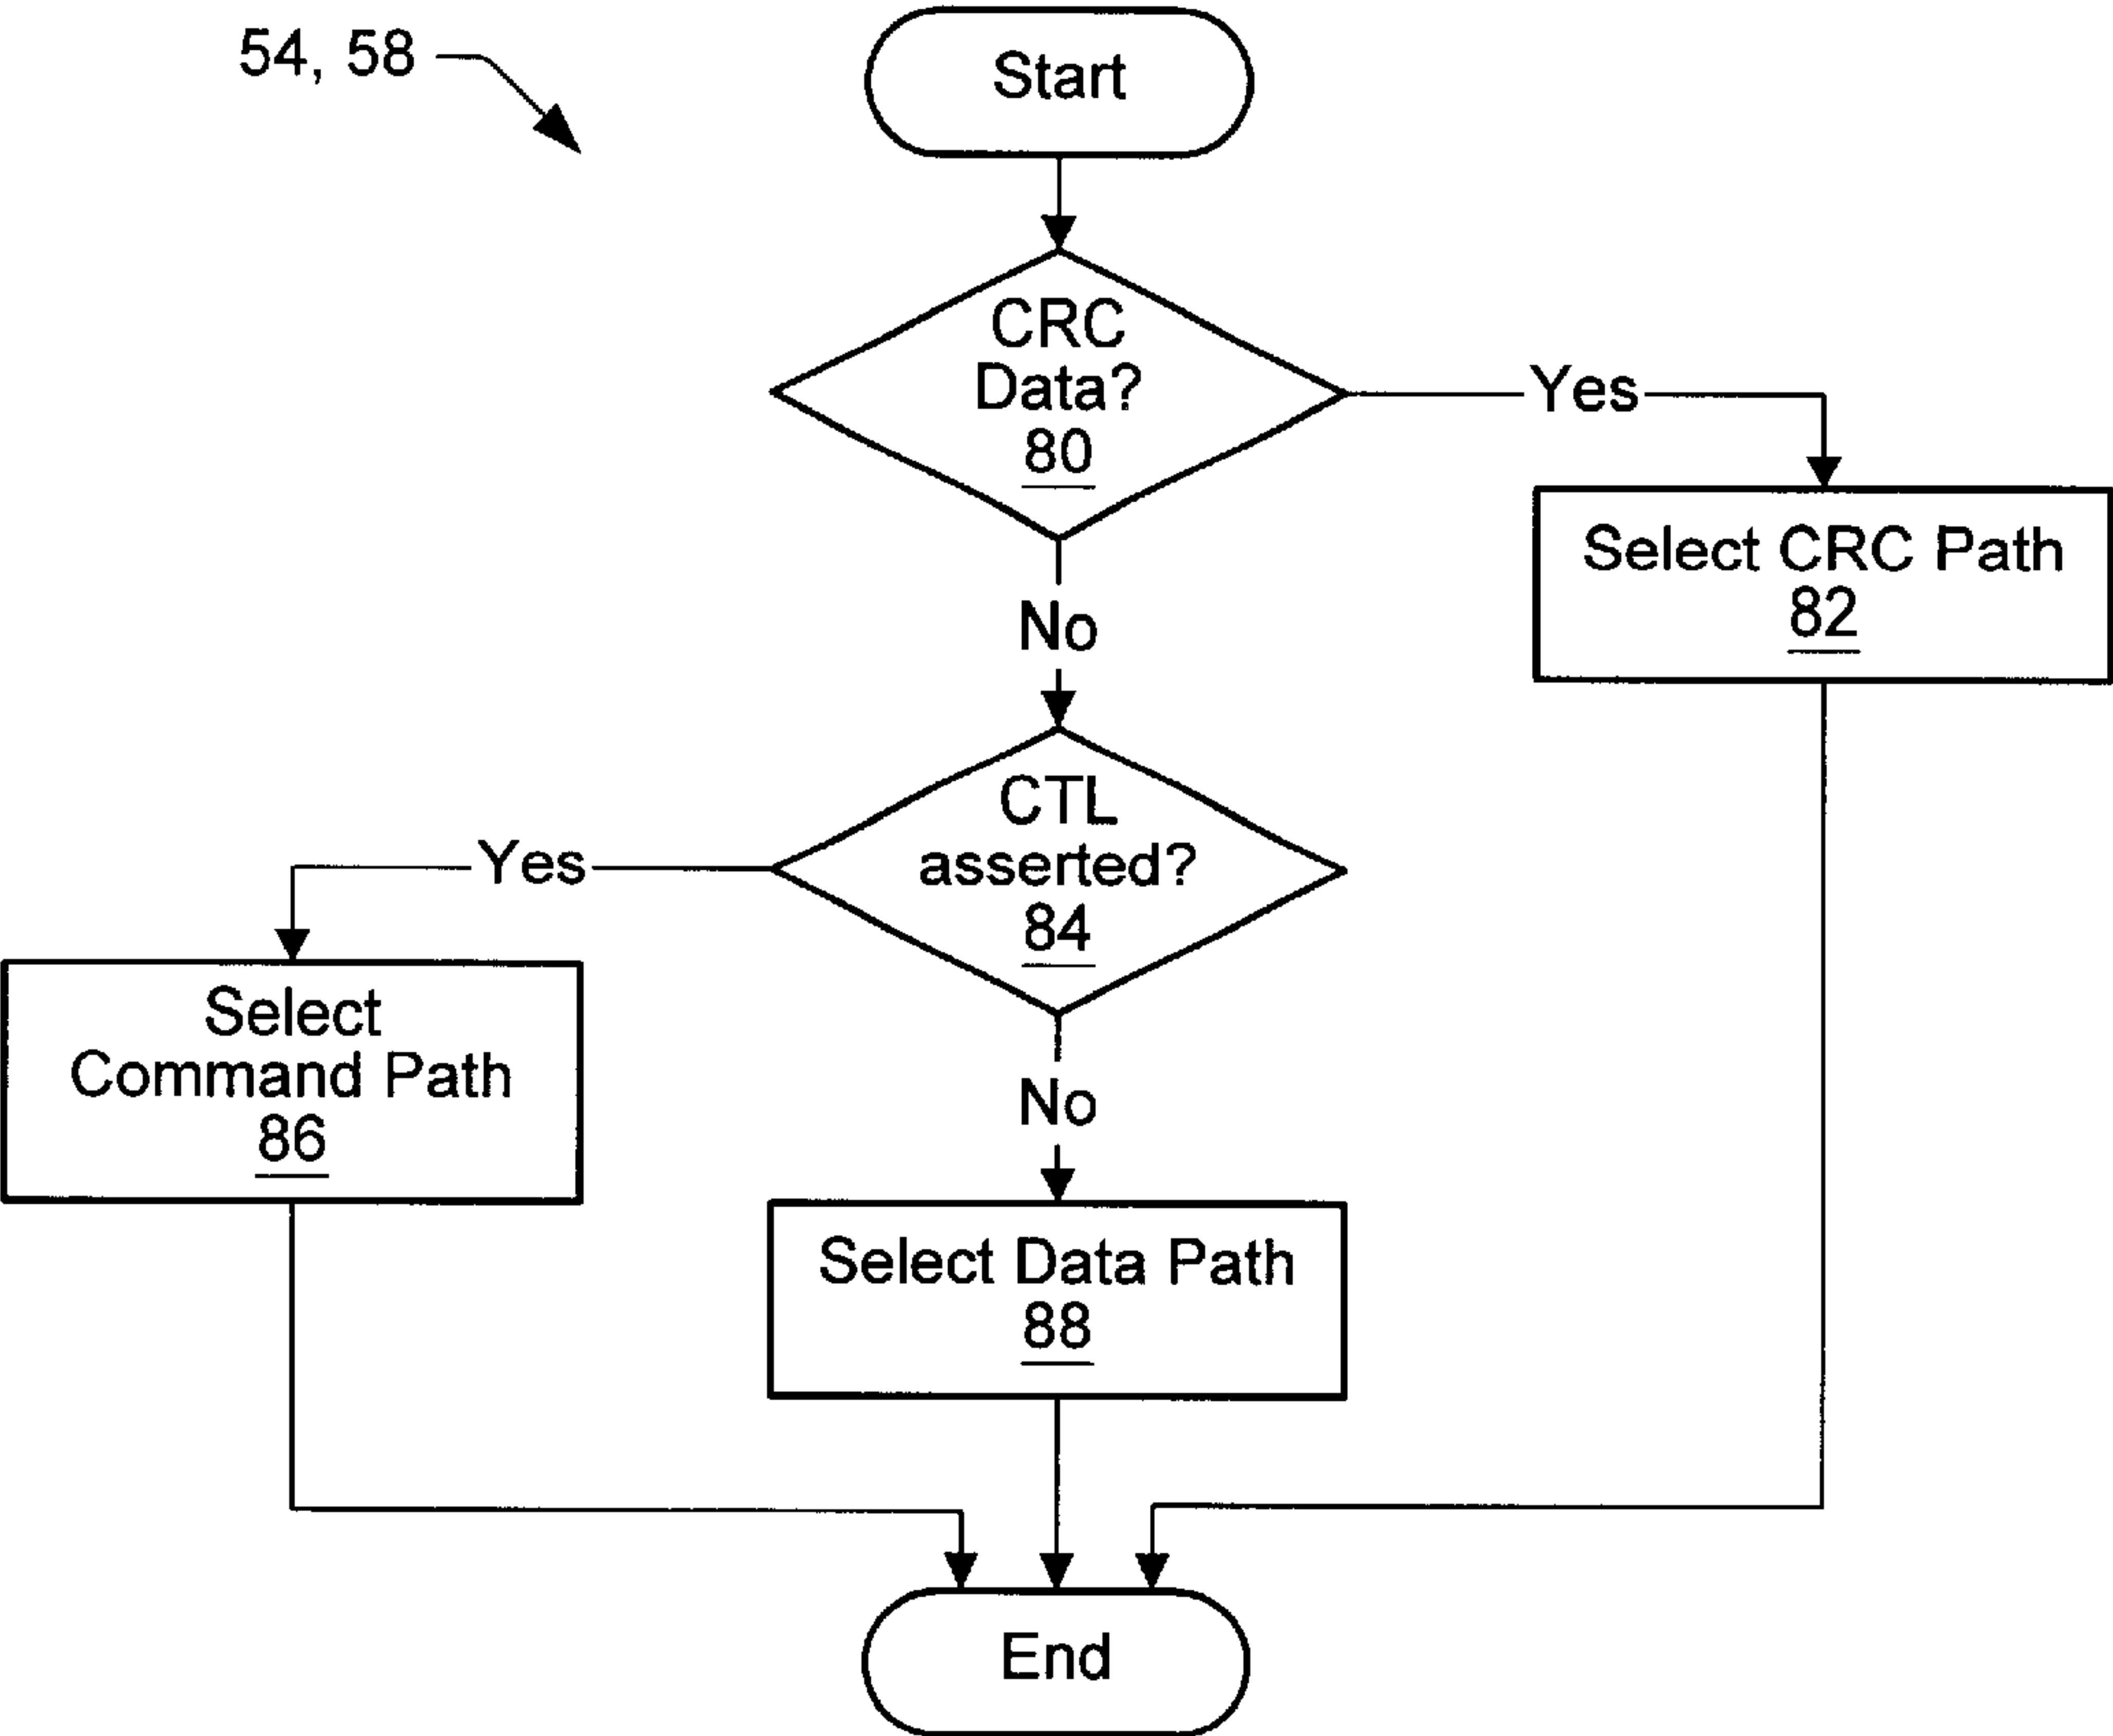 54, 58
Start
CRC
Data?
80
Yes
Select CRC Path
82
No
CTL
asserted?
84
Yes
Select
Command Path
86
No
Select Data Path
88
End